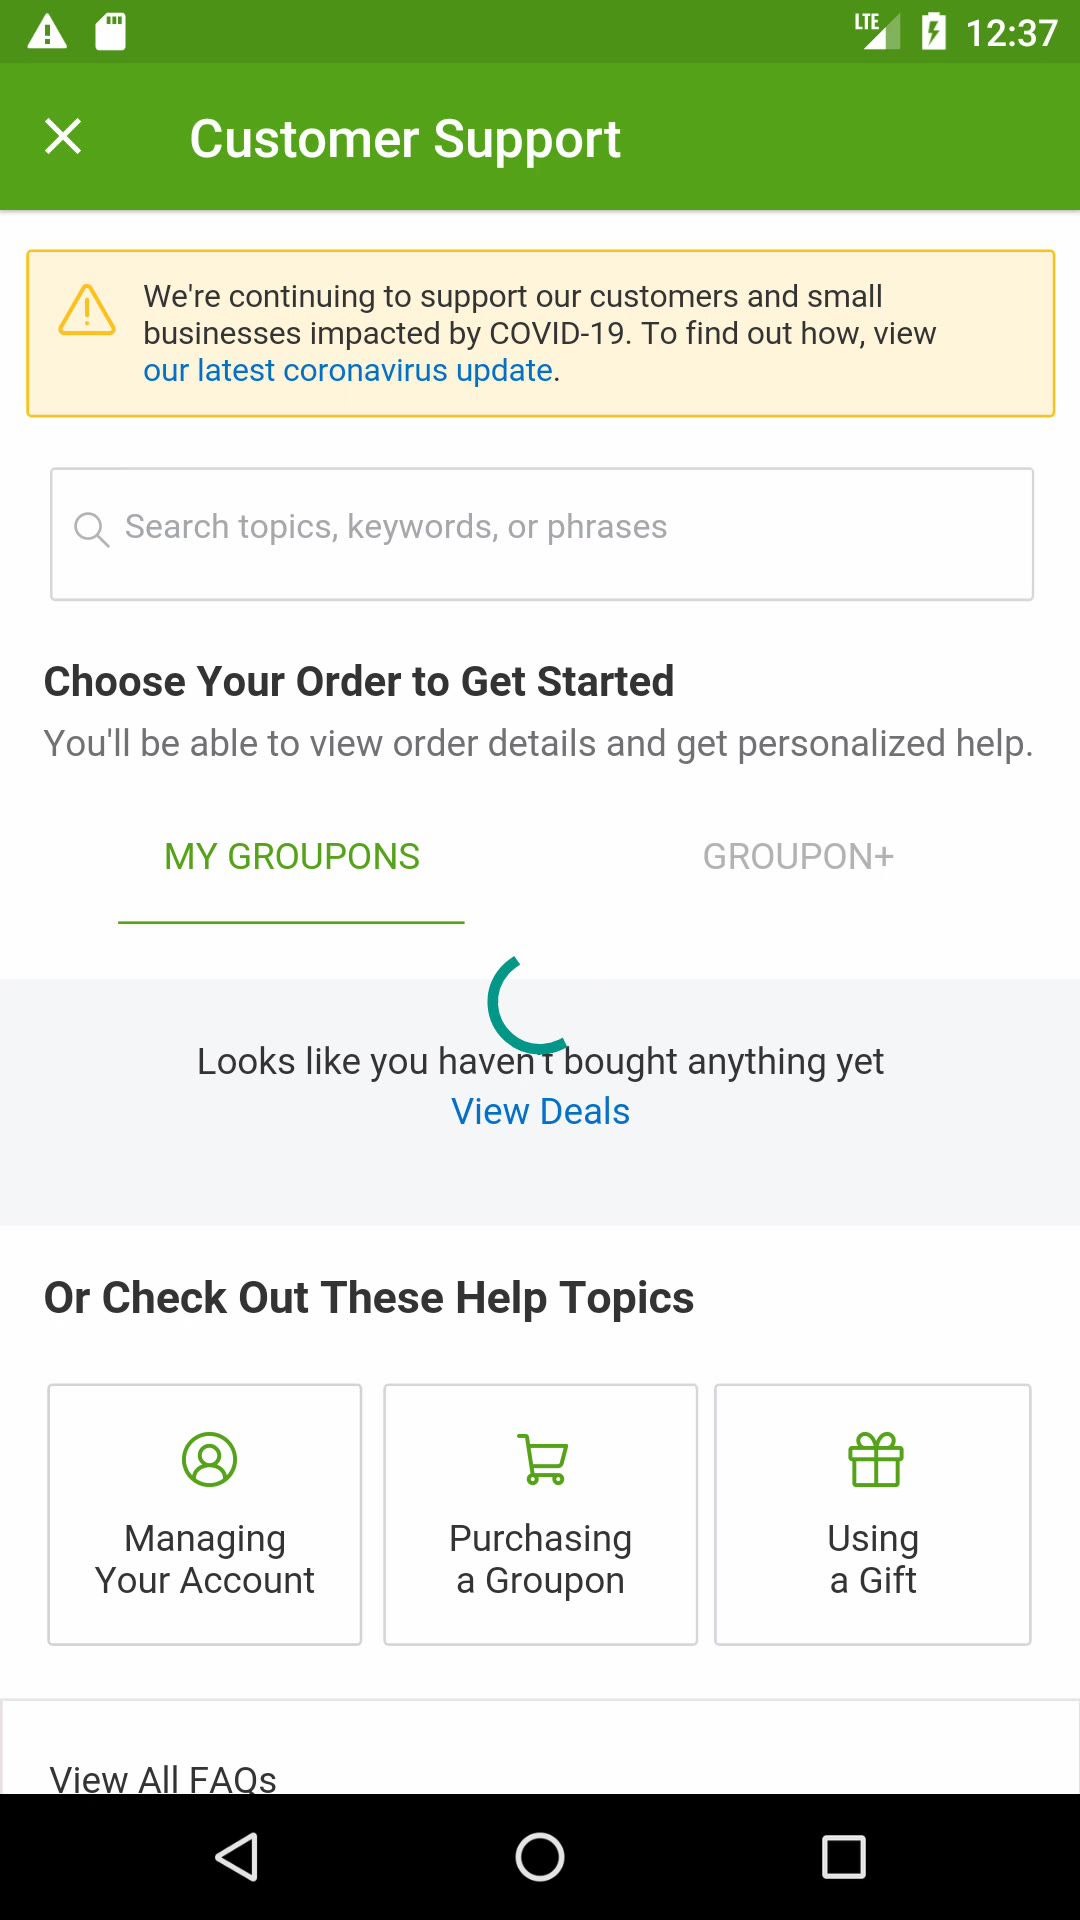 LTE 12:37
Customer Support
We're continuing to support our customers and small
businesses impacted by COVID-19. To find out how, view
our latest coronavirus update.
Search topics, keywords, or phrases
Choose Your Order to Get Started
You'll be able to view order details and get personalized help.
MY GROUPONS GROUPON+
Looks like you haven't bought anything yet
View Deals
Or Check Out These Help Topics
Managing
Your Account
Purchasing
a Groupon
Using
a Gift
View All FAQs